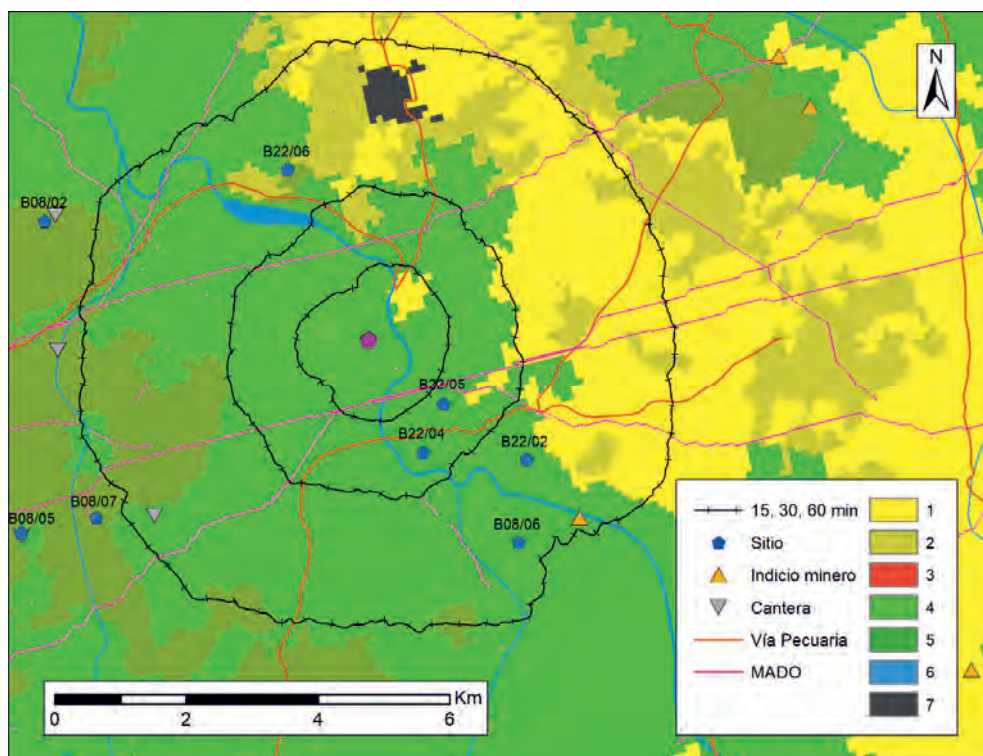 N
B22/06
B08/02
B22/05
B22/04
B22/02
B08/07
B08/05
B08/06
15, 30, 60 min
Sitio
Indicio minero
Cantera
Vía Pecuaria
MADO
1
2
3
4
5
6
7
Km
0 2 4 6